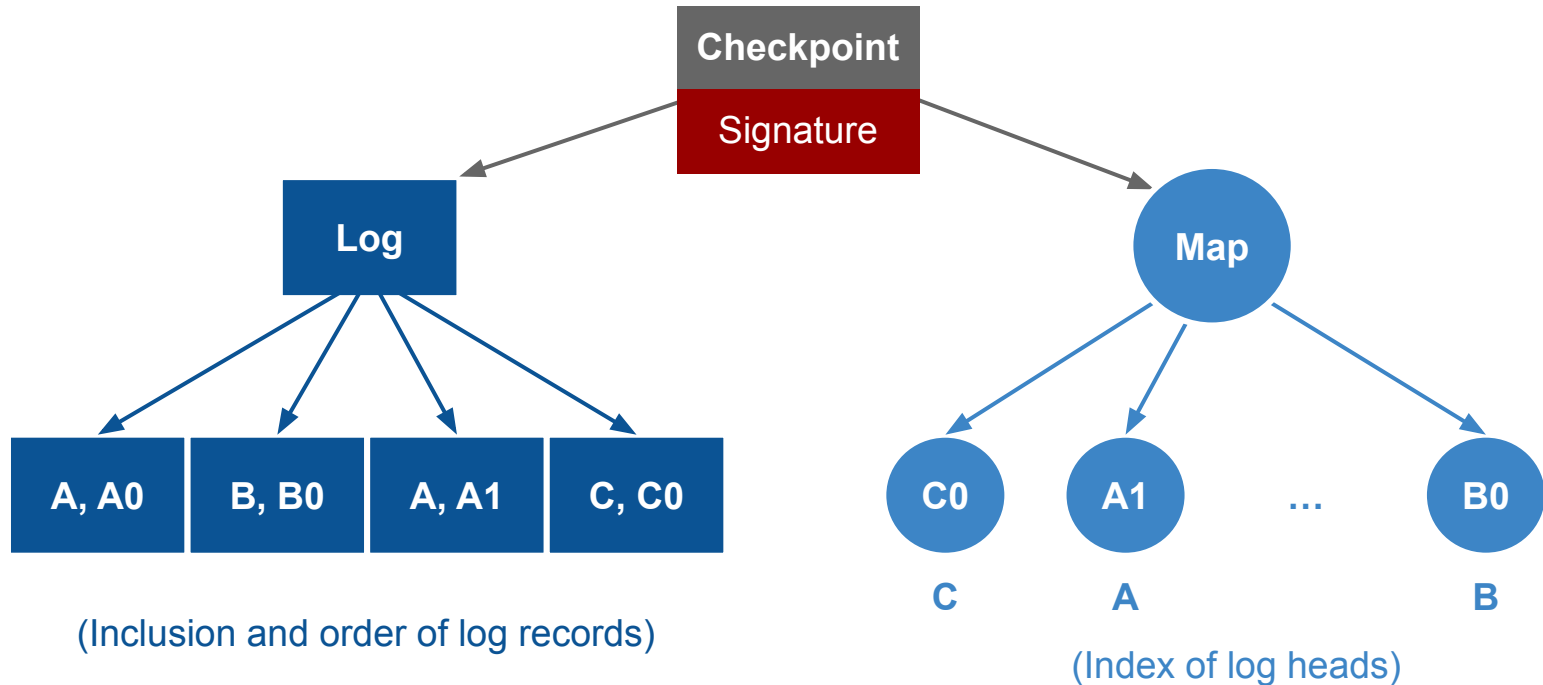 Checkpoint
Signature
Log
Map
A, A0
B, B0
A, A1
C, C0
C0
A1
...
B0
C
A
B
(Inclusion and order of log records)
(Index of log heads)